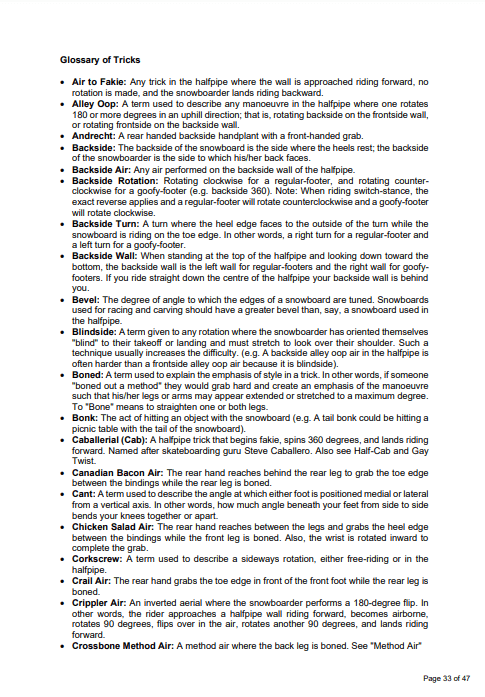 Glossary of Tricks
• Air to Fakie: Any trick in the halfpipe where the wall is approached riding forward, no
rotation is made, and the snowboarder lands riding backward.
• Alley Oop: A term used to describe any manoeuvre in the halfpipe where one rotates
180 or more degrees in an uphill direction; that is, rotating backside on the frontside wall,
or rotating frontside on the backside wall.
• Andrecht: A rear handed backside handplant with a front-handed grab.
• Backside: The backside of the snowboard is the side where the heels rest; the backside
of the snowboarder is the side to which his/her back faces.
• Backside Air: Any air performed on the backside wall of the halfpipe.
• Backside Rotation: Rotating clockwise for a regular-footer, and rotating counter-
clockwise for a goofy-footer (e.g. backside 360). Note: When riding switch-stance, the
exact reverse applies and a regular-footer will rotate counterclockwise and a goofy-footer
will rotate clockwise.
• Backside Turn: A turn where the heel edge faces to the outside of the turn while the
snowboard is riding on the toe edge. In other words, a right turn for a regular-footer and
a left turn for a goofy-footer.
• Backside Wall: When standing at the top of the halfpipe and looking down toward the
bottom, the backside wall is the left wall for regular-footers and the right wall for goofy-
footers. If you ride straight down the centre of the halfpipe your backside wall is behind
you.
• Bevel: The degree of angle to which the edges of a snowboard are tuned. Snowboards
used for racing and carving should have a greater bevel than, say, a snowboard used in
the halfpipe.
• Blindside: A term given to any rotation where the snowboarder has oriented themselves
"blind" to their takeoff or landing and must stretch to look over their shoulder. Such a
technique usually increases the difficulty. (e.g. A backside alley oop air in the halfpipe is
often harder than a frontside alley oop air because it is blindside).
• Boned: A term used to explain the emphasis of style in a trick. In other words, if someone
"boned out a method" they would grab hard and create an emphasis of the manoeuvre
such that his/her legs or arms may appear extended or stretched to a maximum degree.
To "Bone" means to straighten one or both legs.
• Bonk: The act of hitting an object with the snowboard (e.g. A tail bonk could be hitting a
picnic table with the tail of the snowboard).
• Caballerial (Cab): A halfpipe trick that begins fakie, spins 360 degrees, and lands riding
forward. Named after skateboarding guru Steve Caballero. Also see Half-Cab and Gay
Twist.
• Canadian Bacon Air: The rear hand reaches behind the rear leg to grab the toe edge
between the bindings while the rear leg is boned.
• Cant: A term used to describe the angle at which either foot is positioned medial or lateral
from a vertical axis. In other words, how much angle beneath your feet from side to side
bends your knees together or apart.
• Chicken Salad Air: The rear hand reaches between the legs and grabs the heel edge
between the bindings while the front leg is boned. Also, the wrist is rotated inward to
complete the grab.
• Corkscrew: A term used to describe a sideways rotation, either free-riding or in the
halfpipe.
• Crail Air: The rear hand grabs the toe edge in front of the front foot while the rear leg is
boned.
• Crippler Air: An inverted aerial where the snowboarder performs a 180-degree flip. In
other words, the rider approaches a halfpipe wall riding forward, becomes airborne,
rotates 90 degrees, flips over in the air, rotates another 90 degrees, and lands riding
forward.
• Crossbone Method Air: A method air where the back leg is boned. See "Method Air"
Page 33 of 47